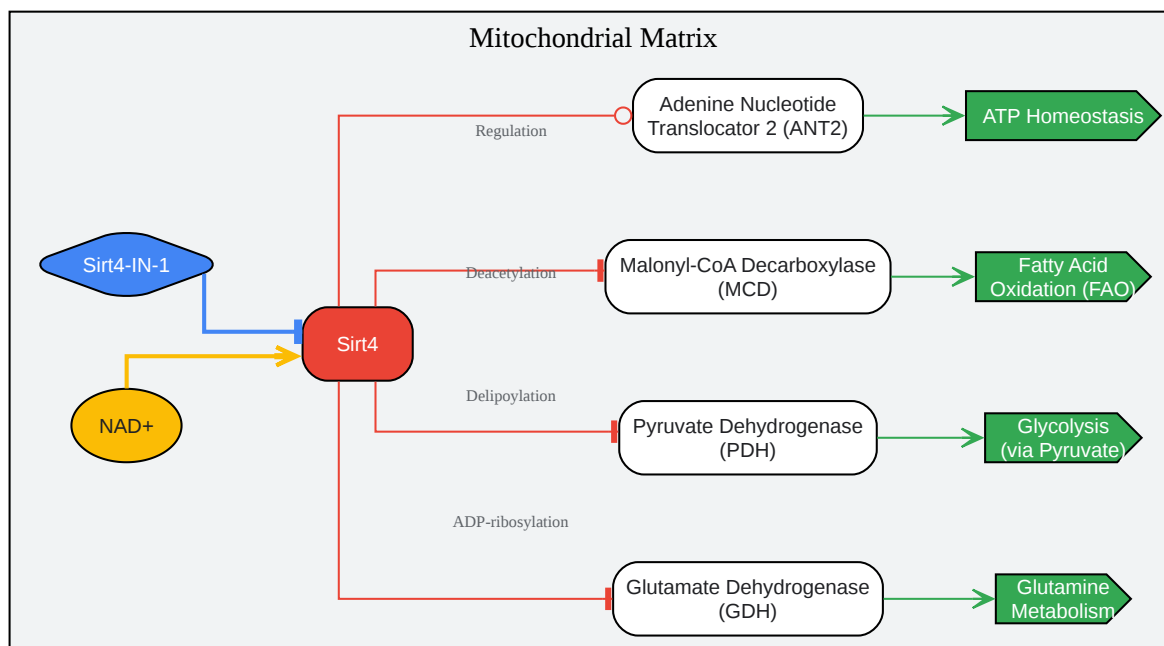 Mitochondrial Matrix
Adenine Nucleotide
Translocator 2 (ANT2)
ATP Homeostasis
Regulation
Sirt4-IN-1
Deacetylation
Malonyl-CoA Decarboxylase
(MCD)
Fatty Acid
Oxidation (FAO)
Sirt4
NAD+
Delipoylation
Pyruvate Dehydrogenase
(PDH)
Glycolysis
(via Pyruvate)
ADP-ribosylation
Glutamate Dehydrogenase
(GDH)
Glutamine
Metabolism